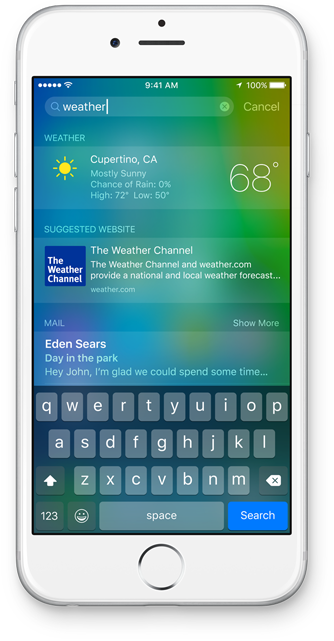 9:41 AM 100%
weather Cancel
WEATHER
Cupertino, CA
Mostly Sunny
Chance of Rain: 0%
High: 72° Low: 50°
68°
SUGGESTED WEBSITE
The Weather Channel
The Weather Channel
The Weather Channel and weather.com
provide a national and local weather forecast...
weather.com
MAIL Show More
Eden Sears
Day in the park
Hey John, I'm glad we could spend some time...
q w e r t y u i o p
a s d f g h j k l
z x c v b n m
123 space Search